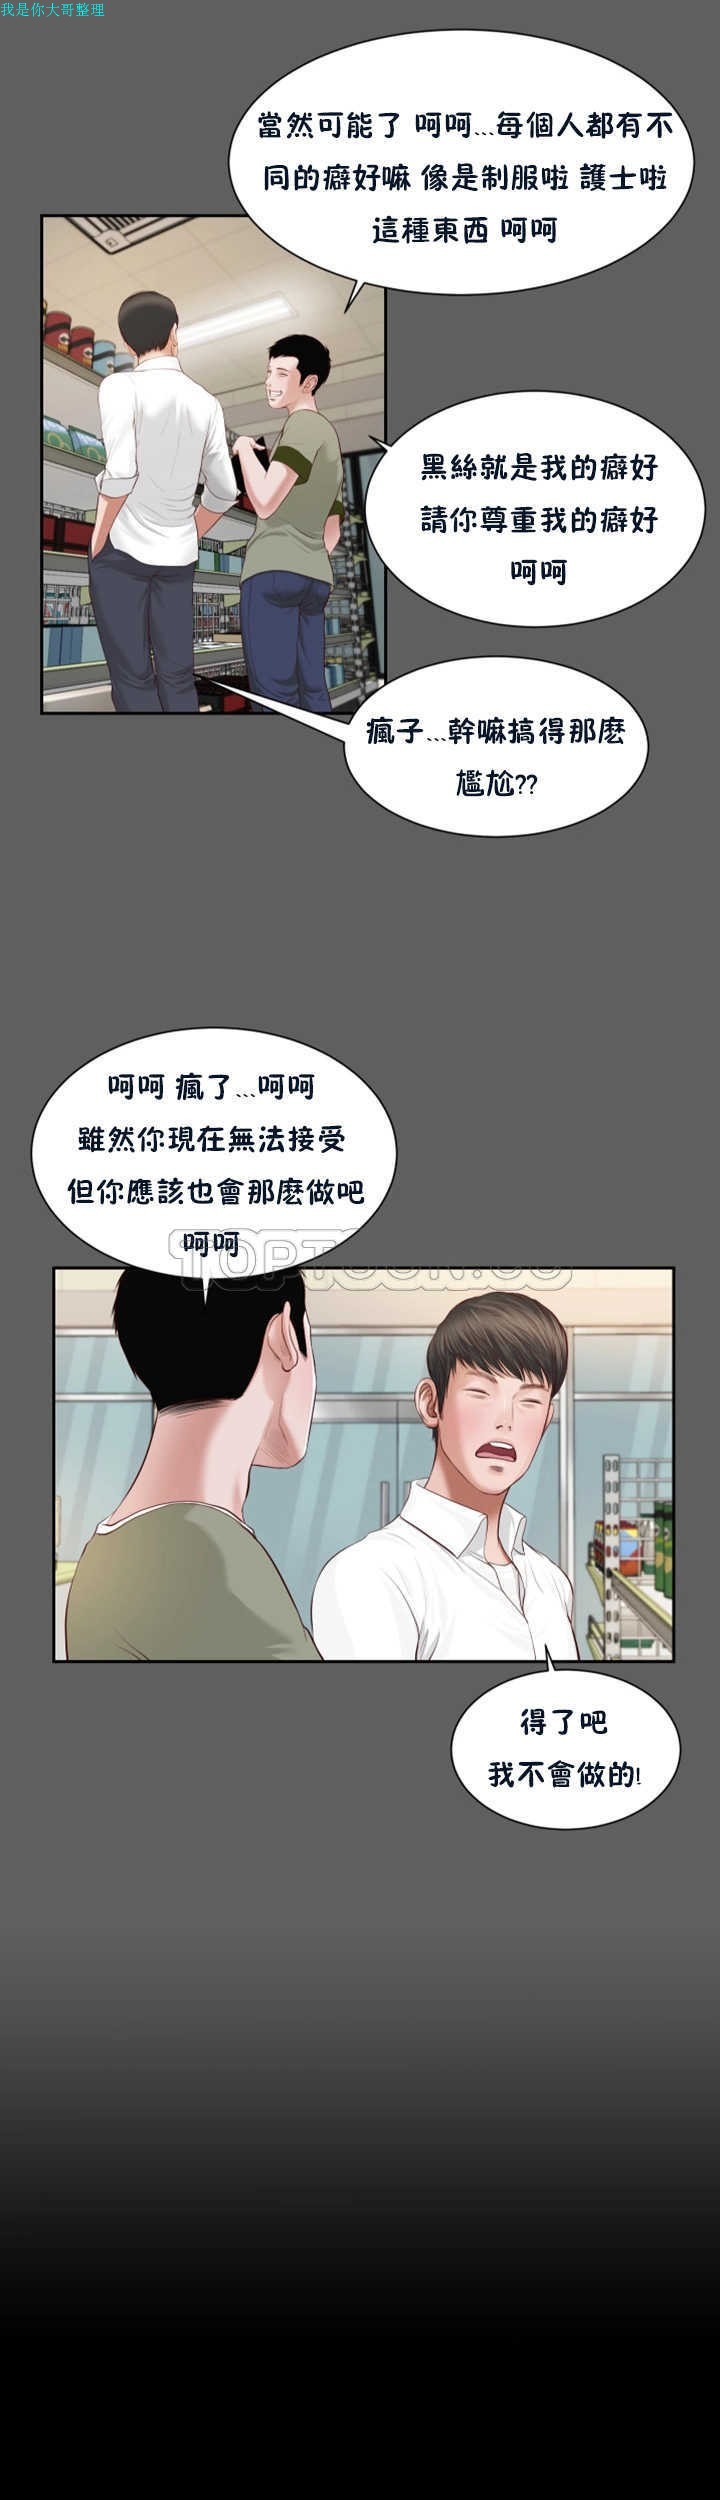 我是你大哥整理
當然可能了 呵呵...每個人都有不
同的癖好嘛 像是制服啦 護士啦
這種東西 呵呵
黑絲就是我的癖好
請你尊重我的癖好
呵呵
瘋子...幹嘛搞得那麽
尷尬??
呵呵 瘋了...呵呵
雖然你現在無法接受
但你應該也會那麽做吧
呵呵
得了吧
我不會做的!